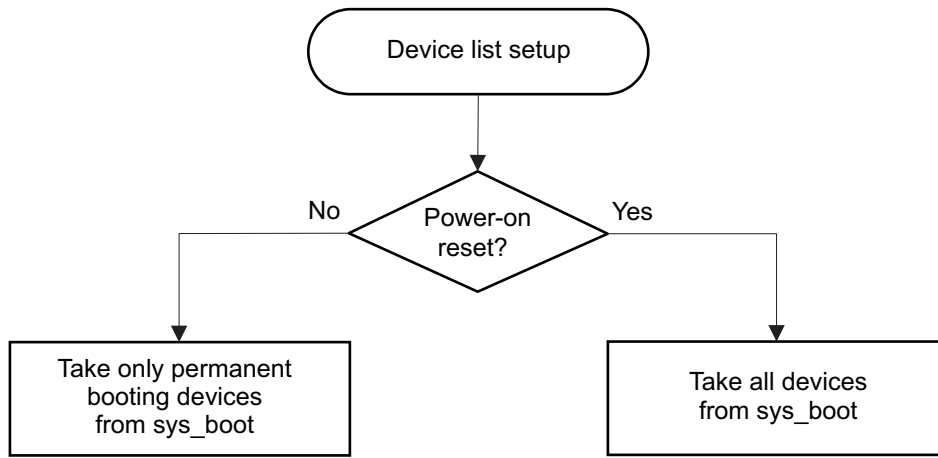 Device list setup
Power-on
reset?
No
Yes
Take only permanent
booting devices
from sys_boot
Take all devices
from sys_boot